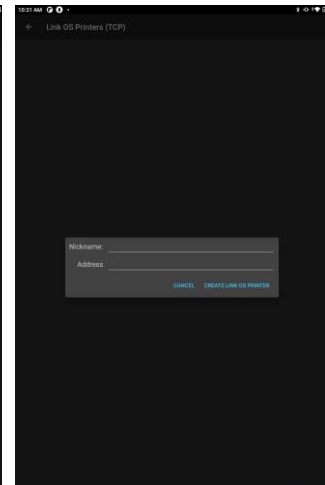 10:31 AM
Link OS Printers (TCP)
Nickname:
Address
CANCEL CREATE LINK OS PRINTER